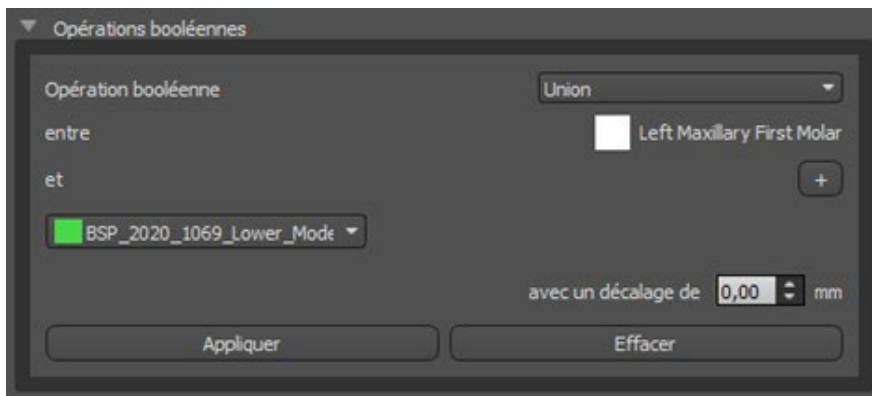 Opérations booléennes
Opération booléenne Union
entre Left Maxillary First Molar
et +
BSP_2020_1069_Lower_Mode
avec un décalage de 0,00 mm
Appliquer Effacer